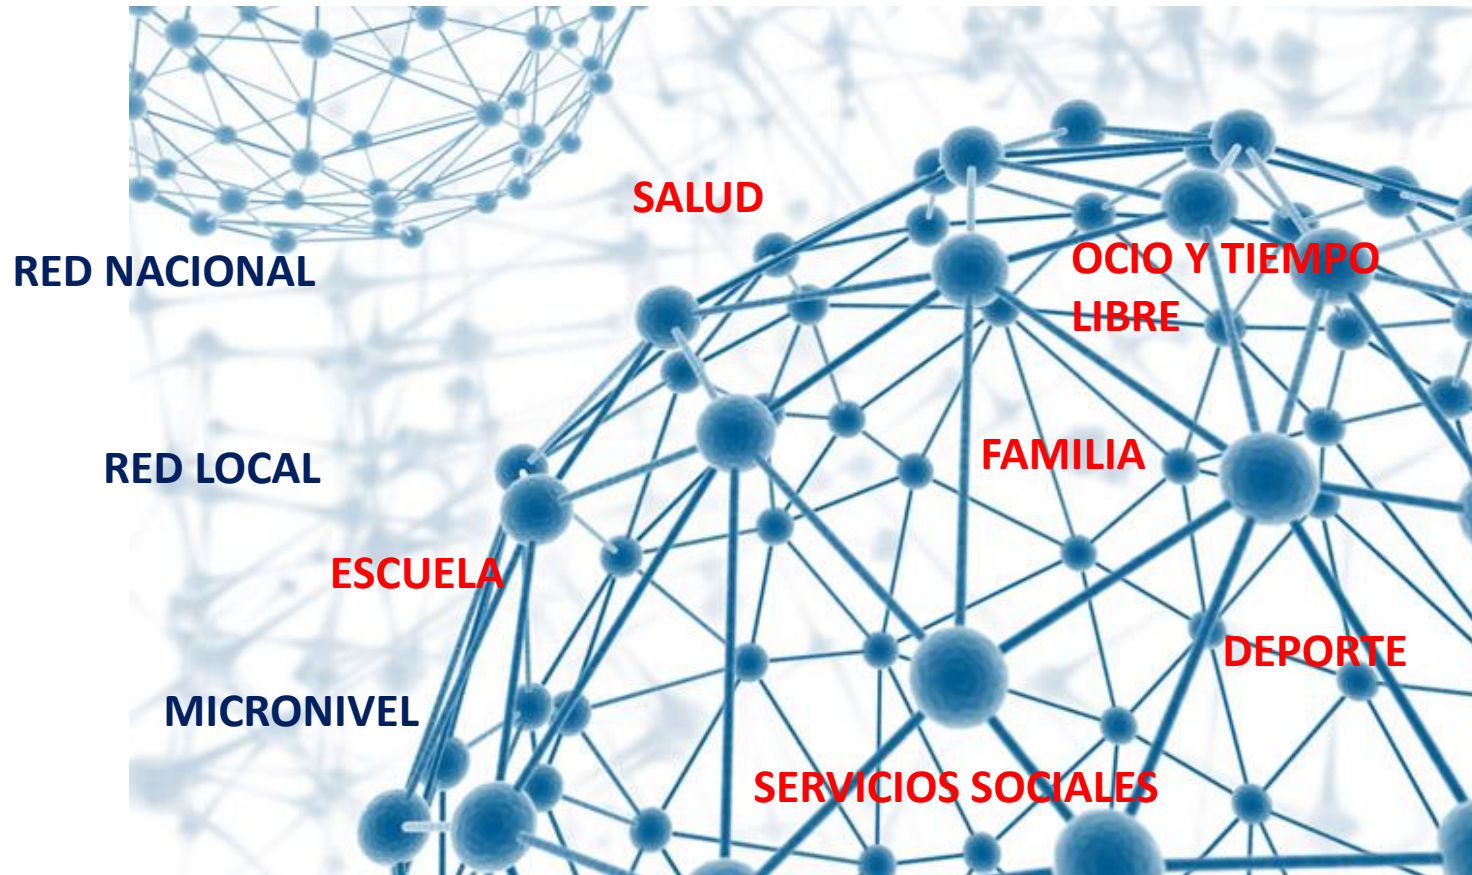 SALUD
RED NACIONAL
OCIO Y TIEMPO
LIBRE
RED LOCAL
FAMILIA
ESCUELA
DEPORTE
MICRONIVEL
SERVICIOS SOCIALES